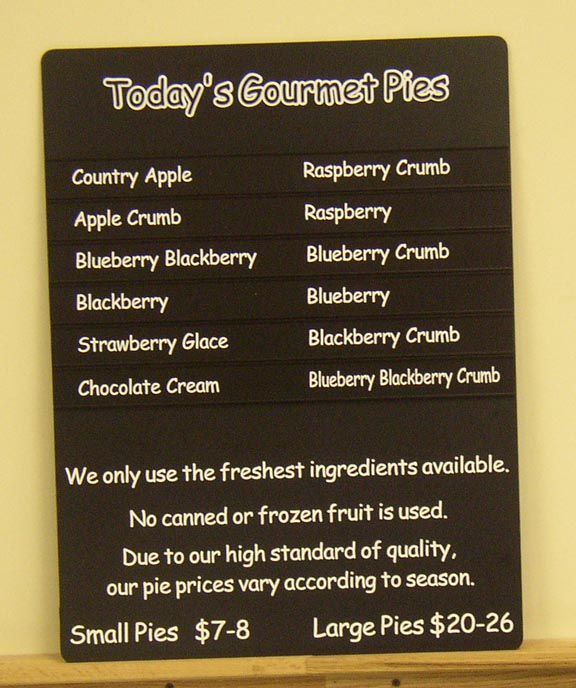 Today's Gourmet Pies
Country Apple
Raspberry Crumb
Apple Crumb
Raspberry
Blueberry Blackberry
Blueberry Crumb
Blackberry
Blueberry
Strawberry Glace
Blackberry Crumb
Chocolate Cream
Blueberry Blackberry Crumb
We only use the freshest ingredients available.
No canned or frozen fruit is used.
Due to our high standard of quality,
our pie prices vary according to season.
Small Pies $7-8
Large Pies $20-26